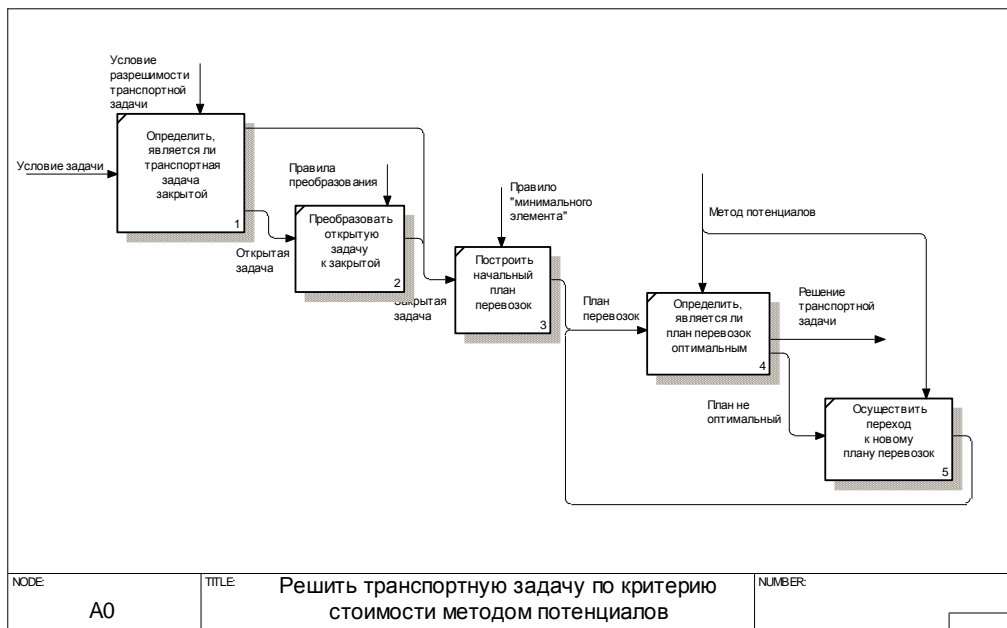 Условие
разрешимости
транспортной
задачи
Условие задачи
Определить,
является ли
транспортная
задача
закрытой
1
Открытая
задача
Правила
преобразования
Преобразовать
открытую
задачу
к закрытой
2
Закрытая
задача
Правило
"минимального
элемента"
Построить
начальный
план
перевозок
3
План
перевозок
Метод потенциалов
Определить,
является ли
план перевозок
оптимальным
4
Решение
транспортной
задачи
План не
оптимальный
Осуществить
переход
к новому
плану перевозок
5
NODE:
A0
TITLE:
Решить транспортную задачу по критерию
стоимости методом потенциалов
NUMBER: